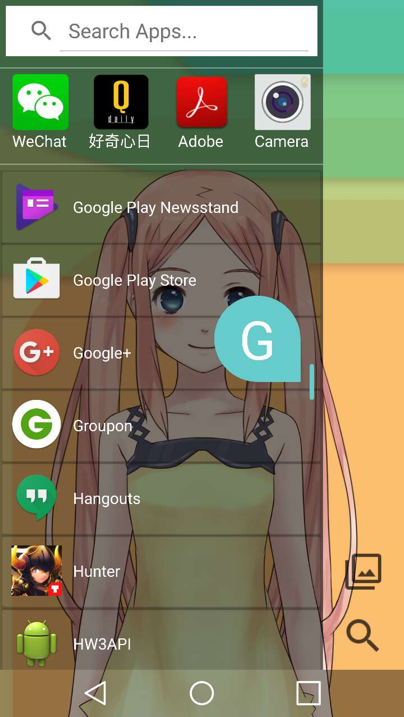 Search Apps...
WeChat
Q
daily
好奇心日
Adobe
Camera
Google Play Newsstand
Google Play Store
G
G+
Google+
G
Groupon
Hangouts
Hunter
HW3API